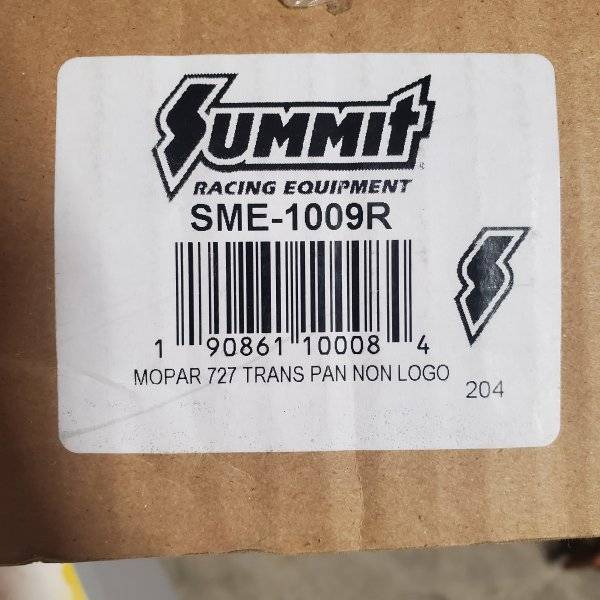 SUMMIT
RACING EQUIPMENT
SME-1009R
1 90861 10008 4
MOPAR 727 TRANS PAN NON LOGO
204